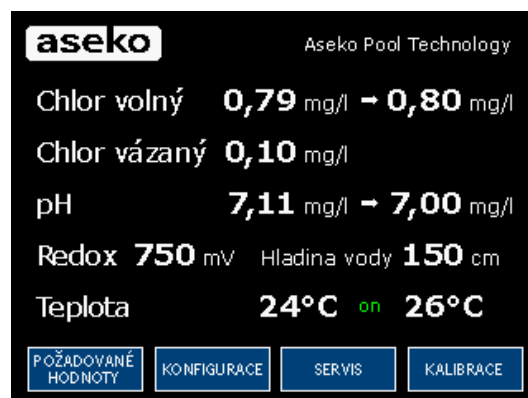 aseko Aseko Pool Technology
Chlor volný 0,79 mg/l → 0,80 mg/l
Chlor vázaný 0,10 mg/l
pH 7,11 mg/l → 7,00 mg/l
Redox 750 mV Hladina vody 150 cm
Teplota 24°C on 26°C
POŽADOVANÉ
HODNOTY
KONFIGURACE
SERVIS
KALIBRACE